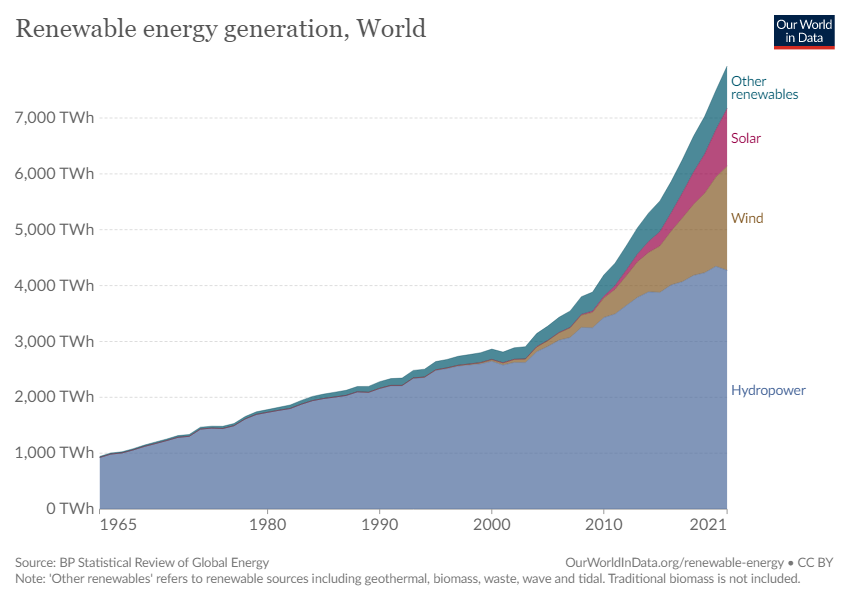 Renewable energy generation, World
Our World
in Data
7,000 TWh
6,000 TWh
5,000 TWh
4,000 TWh
3,000 TWh
2,000 TWh
1,000 TWh
0 TWh
Other
renewables
Solar
Wind
Hydropower
1965
1980
1990
2000
2010
2021
Source: BP Statistical Review of Global Energy
OurWorldInData.org/renewable-energy • CC BY
Note: 'Other renewables' refers to renewable sources including geothermal, biomass, waste, wave and tidal. Traditional biomass is not included.